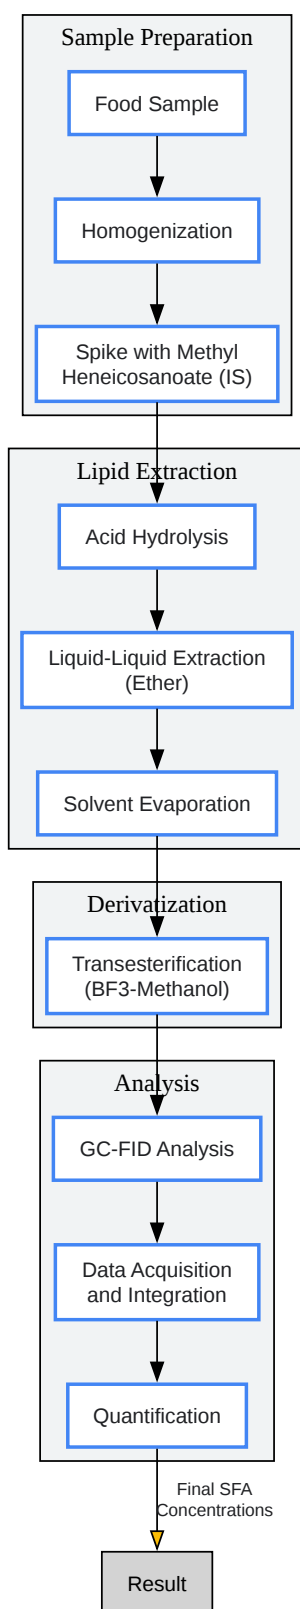 Sample Preparation
Food Sample
Homogenization
Spike with Methyl
Heneicosanoate (IS)
Lipid Extraction
Acid Hydrolysis
Liquid-Liquid Extraction
(Ether)
Solvent Evaporation
Derivatization
Transesterification
(BF3-Methanol)
Analysis
GC-FID Analysis
Data Acquisition
and Integration
Quantification
Final SFA
Concentrations
Result